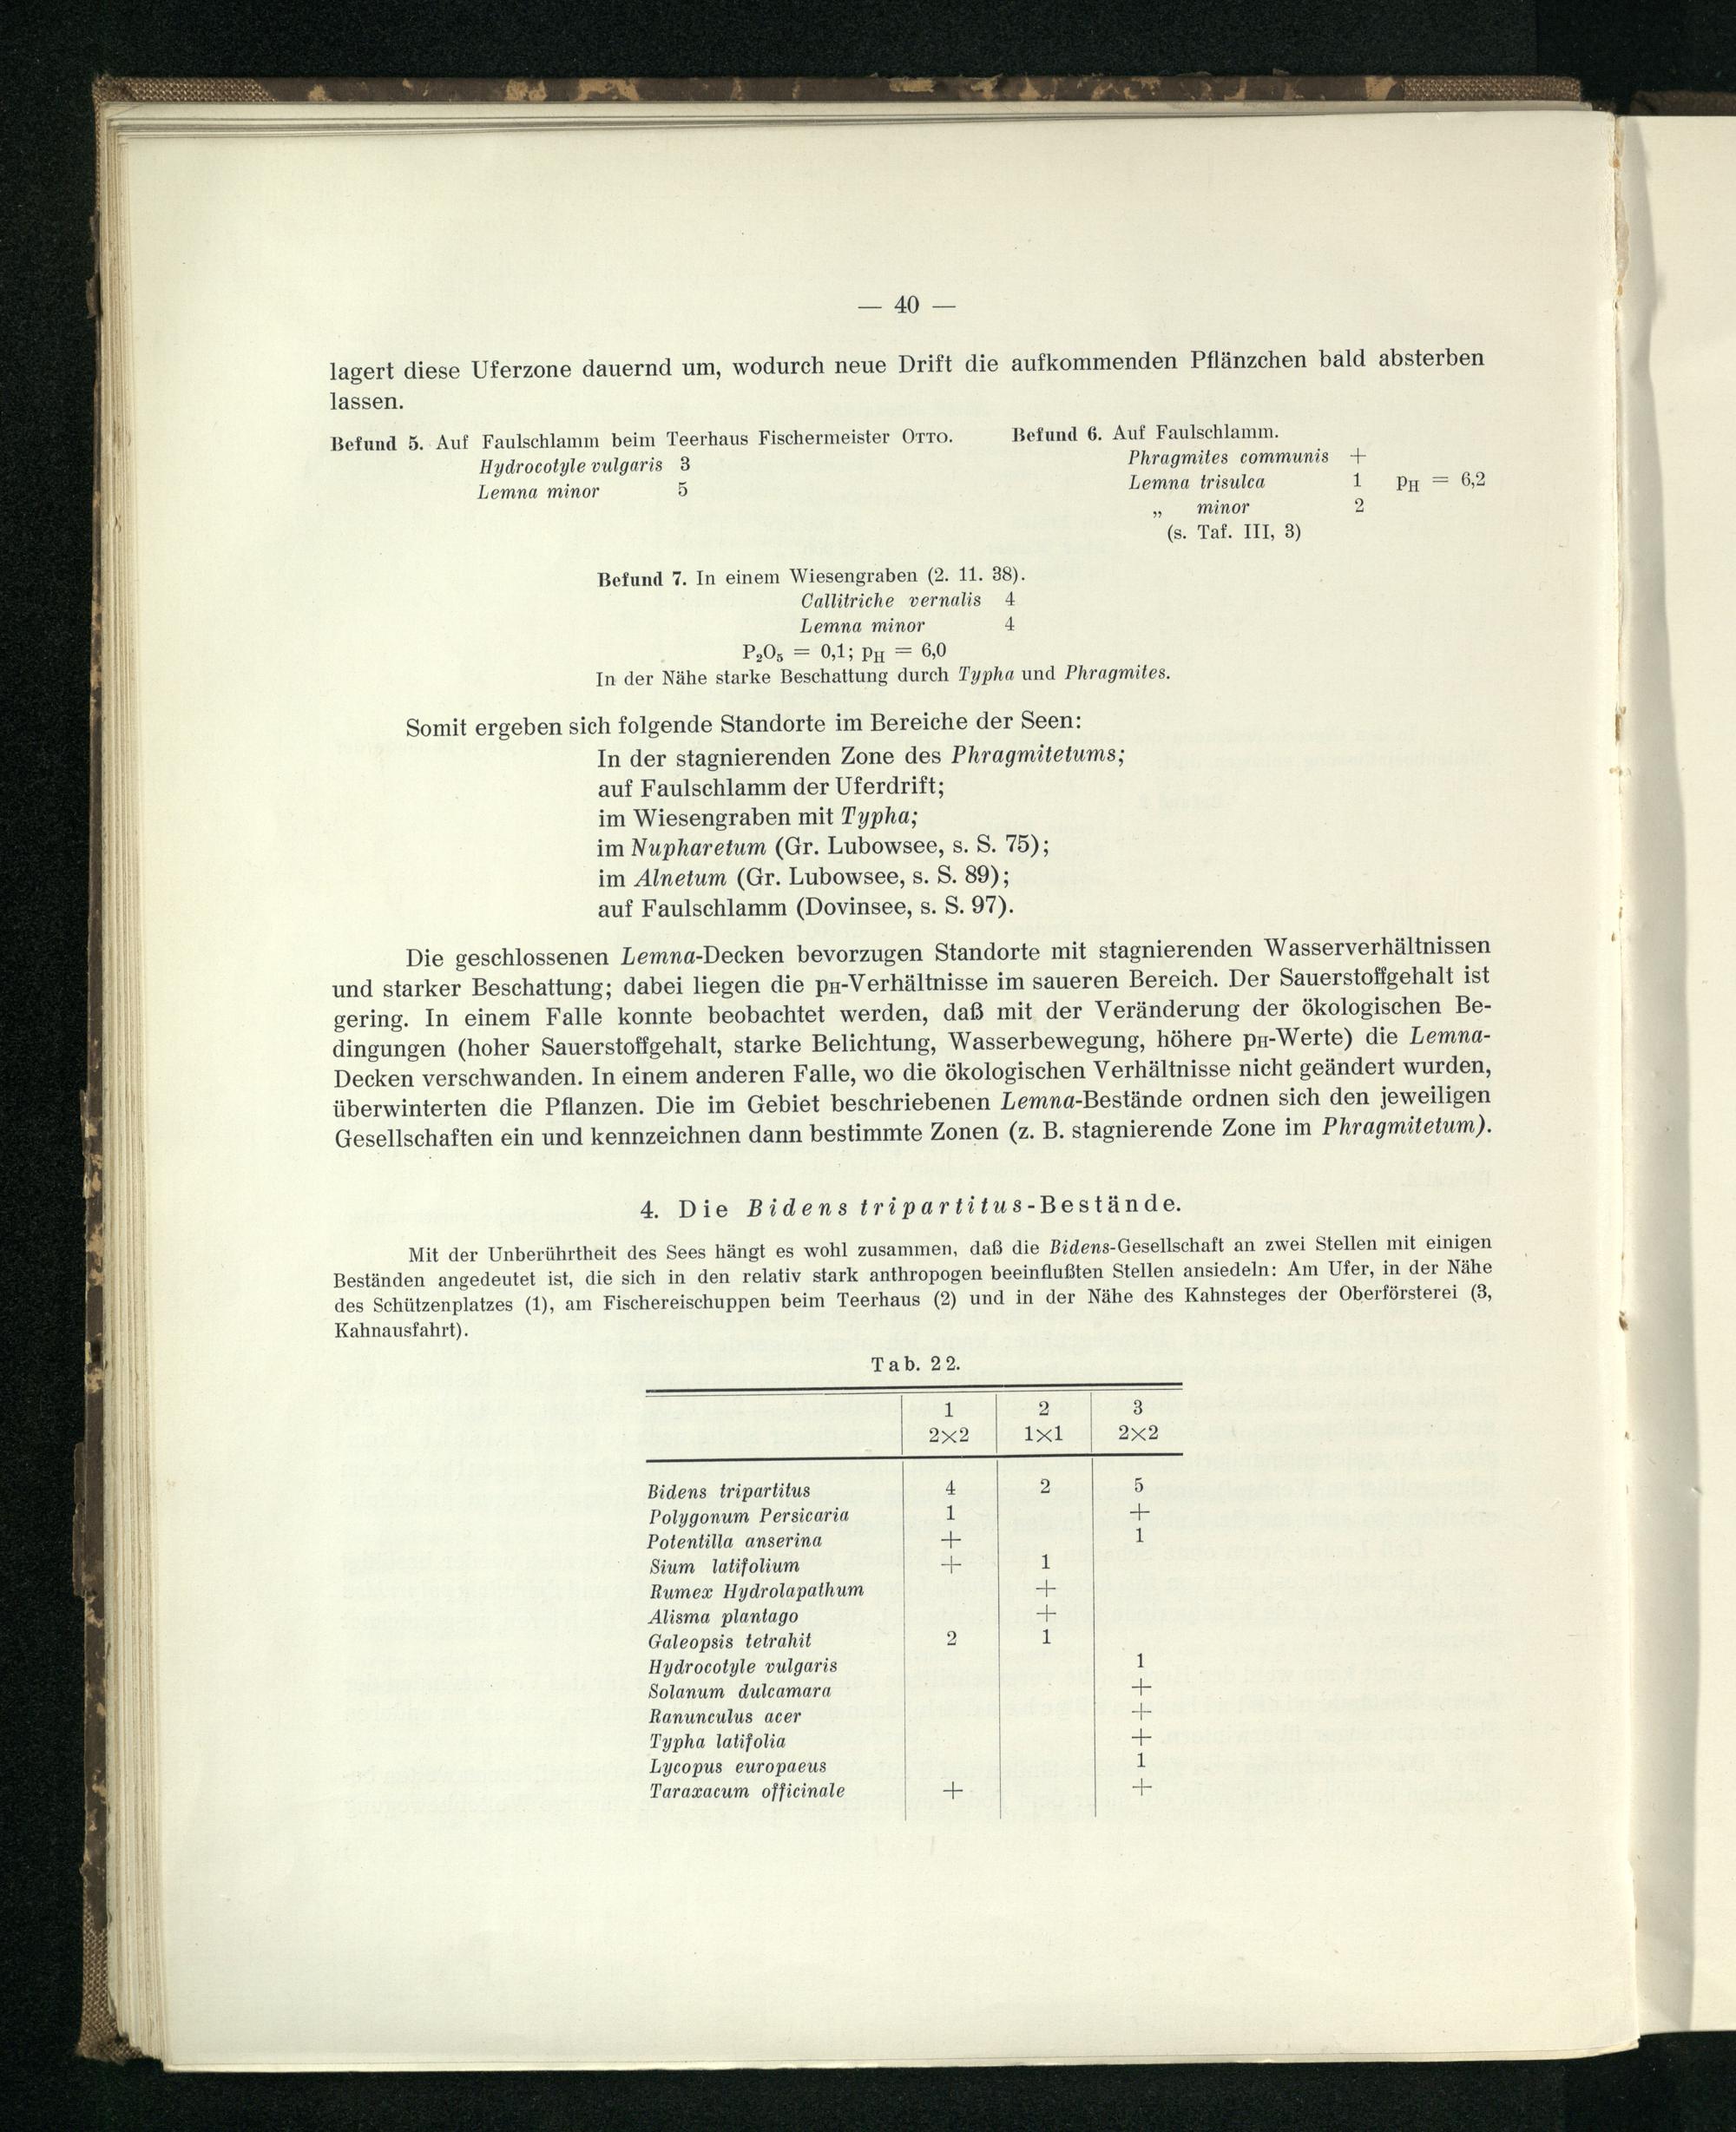 — 40 —
lagert diese Uferzone dauernd um, wodurch neue Drift die aufkommenden Pflänzchen bald absterben
lassen.
Befund 5. Auf Faulschlamm beim Teerhaus Fischermeister OTTO.
Hydrocotyle vulgaris 3
Lemna minor 5
Befund 6. Auf Faulschlamm.
Phragmites communis +
Lemna trisulca 1 pH = 6,2
„ minor 2
(s. Taf. III, 3)
Befund 7. In einem Wiesengraben (2. 11. 38).
Callitriche vernalis 4
Lemna minor 4
P₂O₅ = 0,1; pH = 6,0
In der Nähe starke Beschattung durch Typha und Phragmites.
Somit ergeben sich folgende Standorte im Bereiche der Seen:
In der stagnierenden Zone des Phragmitetums;
auf Faulschlamm der Uferdrift;
im Wiesengraben mit Typha;
im Nupharetum (Gr. Lubowsee, s. S. 75);
im Alnetum (Gr. Lubowsee, s. S. 89);
auf Faulschlamm (Dovinsee, s. S. 97).
Die geschlossenen Lemna-Decken bevorzugen Standorte mit stagnierenden Wasserverhältnissen
und starker Beschattung; dabei liegen die pH-Verhältnisse im saueren Bereich. Der Sauerstoffgehalt ist
gering. In einem Falle konnte beobachtet werden, daß mit der Veränderung der ökologischen Be-
dingungen (hoher Sauerstoffgehalt, starke Belichtung, Wasserbewegung, höhere pH-Werte) die Lemna-
Decken verschwanden. In einem anderen Falle, wo die ökologischen Verhältnisse nicht geändert wurden,
überwinterten die Pflanzen. Die im Gebiet beschriebenen Lemna-Bestände ordnen sich den jeweiligen
Gesellschaften ein und kennzeichnen dann bestimmte Zonen (z. B. stagnierende Zone im Phragmitetum).
4. Die Bidens tripartitus-Bestände.
Mit der Unberührtheit des Sees hängt es wohl zusammen, daß die Bidens-Gesellschaft an zwei Stellen mit einigen
Beständen angedeutet ist, die sich in den relativ stark anthropogen beeinflußten Stellen ansiedeln: Am Ufer, in der Nähe
des Schützenplatzes (1), am Fischereischuppen beim Teerhaus (2) und in der Nähe des Kahnsteges der Oberförsterei (3,
Kahnausfahrt).
Tab. 22.
1 2 3
2×2 1×1 2×2
Bidens tripartitus 4 2 5
Polygonum Persicaria 1 +
Potentilla anserina + 1
Sium latifolium + 1
Rumex Hydrolapathum +
Alisma plantago +
Galeopsis tetrahit 2 1
Hydrocotyle vulgaris 1
Solanum dulcamara +
Ranunculus acer +
Typha latifolia +
Lycopus europaeus 1
Taraxacum officinale + +